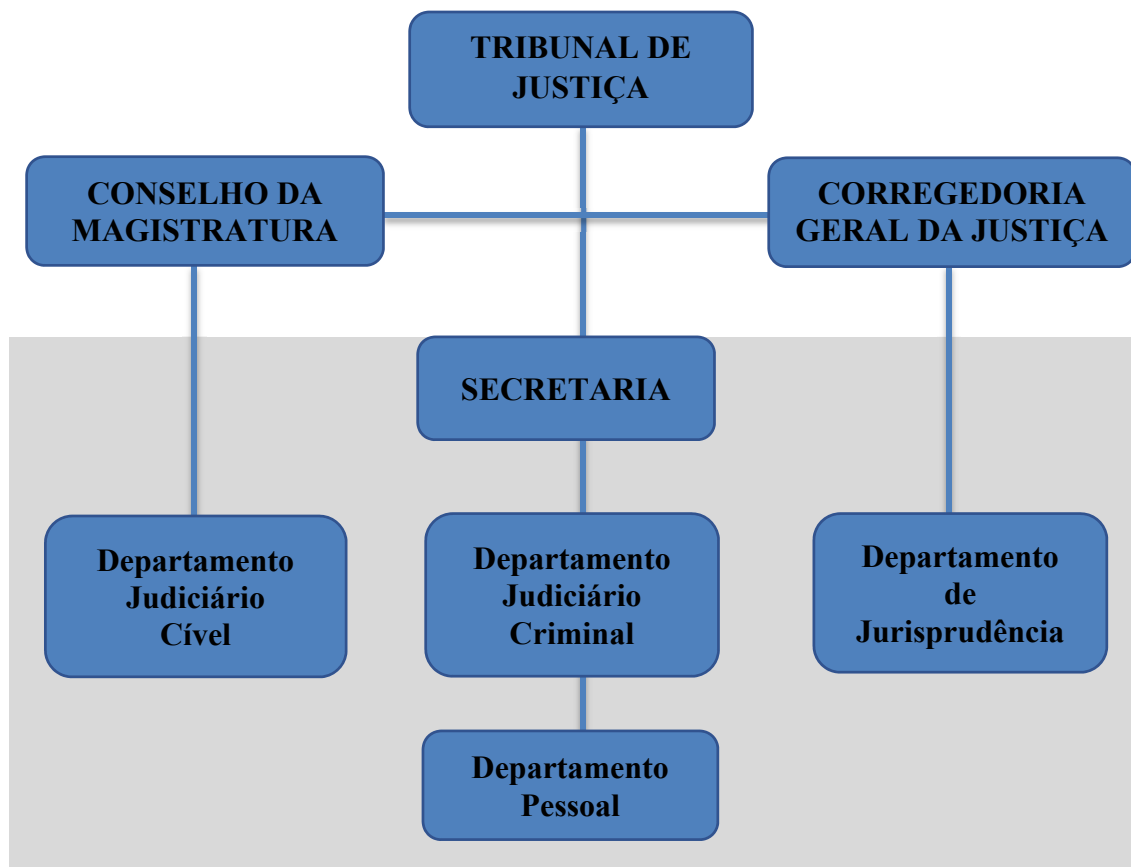 TRIBUNAL DE
JUSTIÇA
CONSELHO DA
MAGISTRATURA
CORREGEDORIA
GERAL DA JUSTIÇA
SECRETARIA
Departamento
Judiciário
Cível
Departamento
Judiciário
Criminal
Departamento
de
Jurisprudência
Departamento
Pessoal